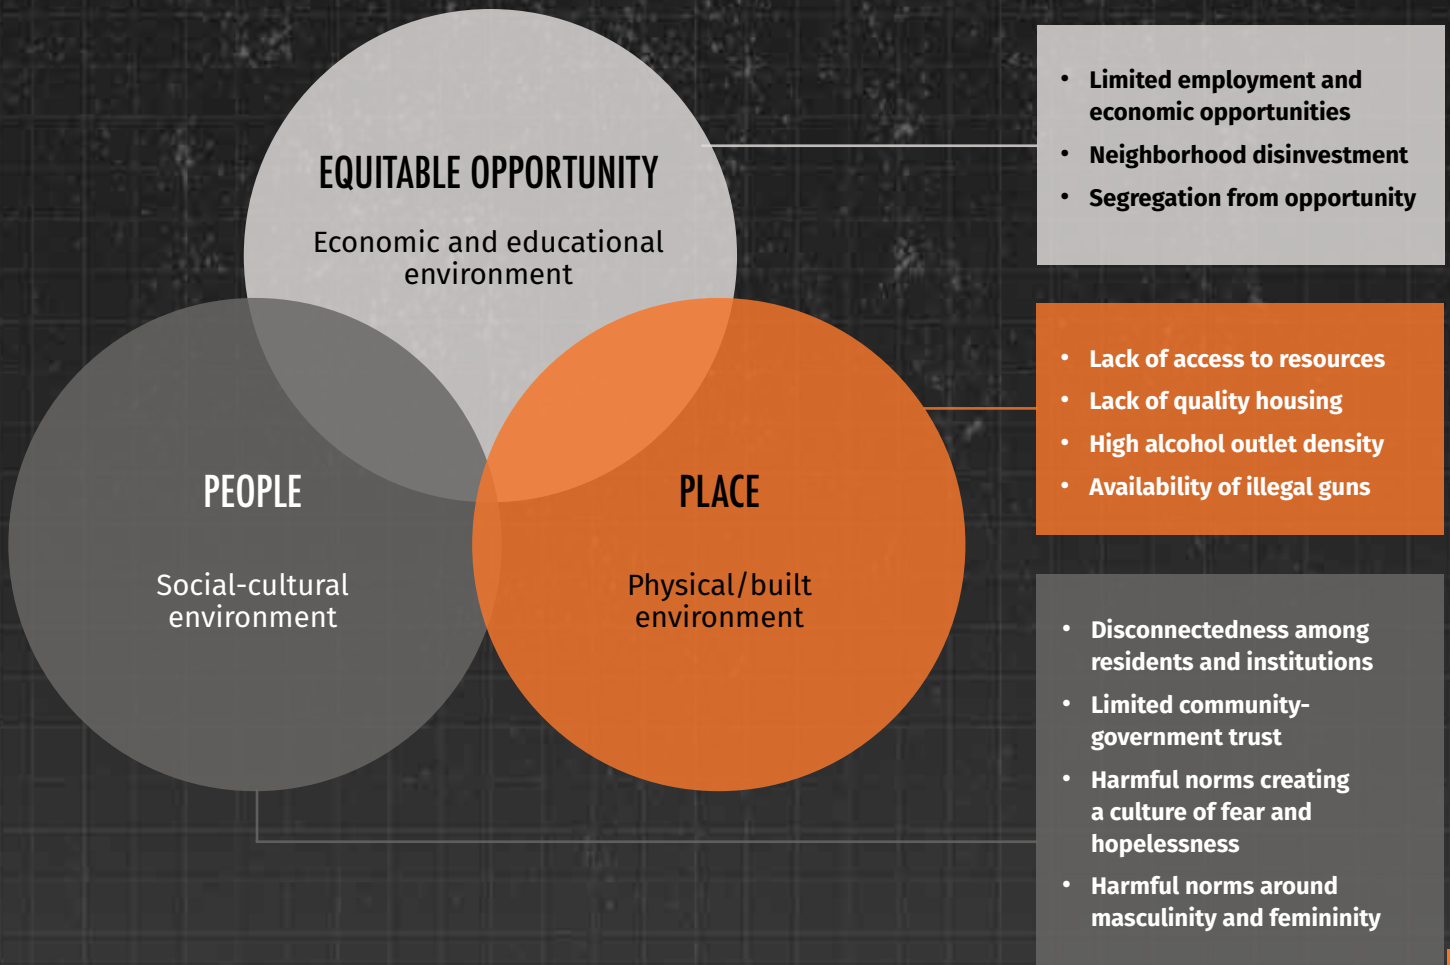 EQUITABLE OPPORTUNITY
Economic and educational
environment
PEOPLE
Social-cultural
environment
PLACE
Physical/built
environment
• Limited employment and
economic opportunities
• Neighborhood disinvestment
• Segregation from opportunity
• Lack of access to resources
• Lack of quality housing
• High alcohol outlet density
• Availability of illegal guns
• Disconnectedness among
residents and institutions
• Limited community-
government trust
• Harmful norms creating
a culture of fear and
hopelessness
• Harmful norms around
masculinity and femininity